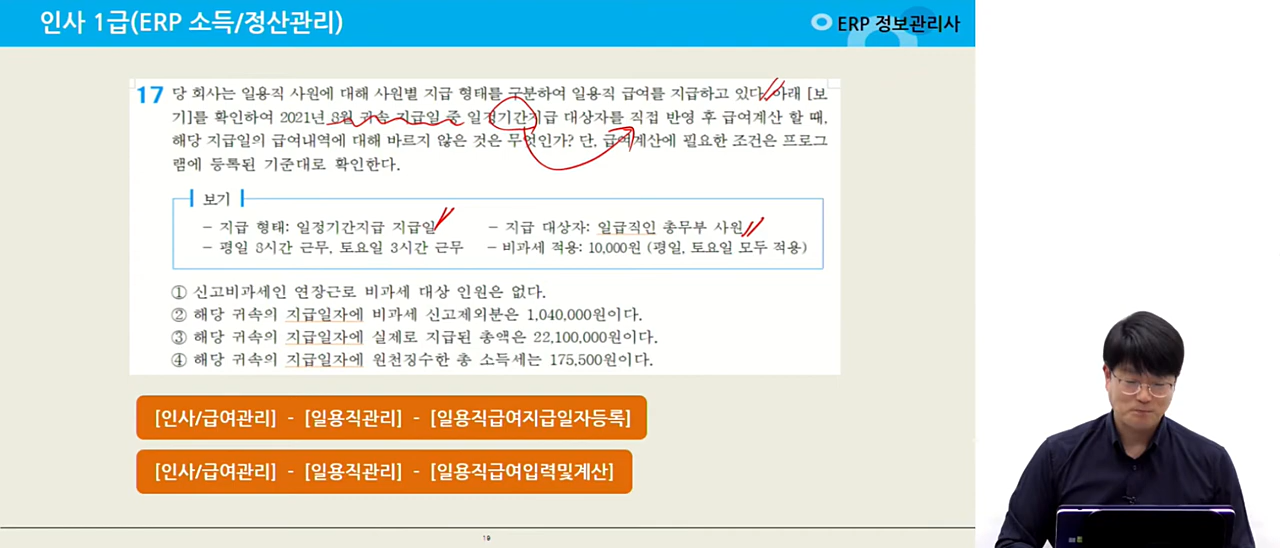 인사 1급(ERP 소득/정산관리)
ERP 정보관리사
17 당 회사는 일용직 사원에 대해 사원별 지급 형태를 구분하여 일용직 급여를 지급하고 있다. 아래 [보
기]를 확인하여 2021년 8월 귀속 지급일 중 일정기간지급 대상자를 직접 반영 후 급여계산 할 때,
해당 지급일의 급여내역에 대해 바르지 않은 것은 무엇인가? 단, 급여계산에 필요한 조건은 프로그
램에 등록된 기준대로 확인한다.
보기
- 지급 형태: 일정기간지급 지급일 - 지급 대상자: 일급직인 총무부 사원
- 평일 8시간 근무, 토요일 3시간 근무 - 비과세 적용: 10,000원 (평일, 토요일 모두 적용)
① 신고비과세인 연장근로 비과세 대상 인원은 없다.
② 해당 귀속의 지급일자에 비과세 신고제외분은 1,040,000원이다.
③ 해당 귀속의 지급일자에 실제로 지급된 총액은 22,100,000원이다.
④ 해당 귀속의 지급일자에 원천징수한 총 소득세는 175,500원이다.
[인사/급여관리] - [일용직관리] - [일용직급여지급일자등록]
[인사/급여관리] - [일용직관리] - [일용직급여입력및계산]
19